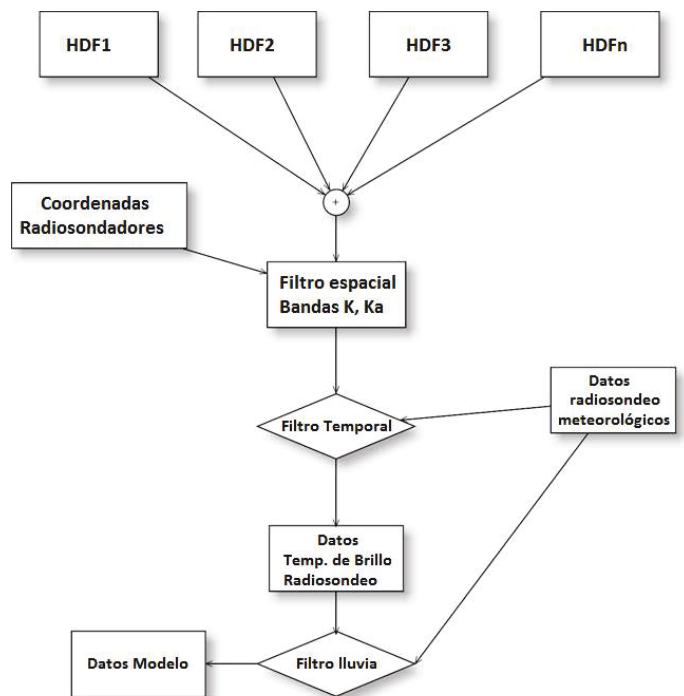 HDF1
HDF2
HDF3
HDFn
+
Coordenadas
Radiosondadores
Filtro espacial
Bandas K, Ka
Datos
radiosondeo
meteorológicos
Filtro Temporal
Datos
Temp. de Brillo
Radiosondeo
Datos Modelo
Filtro lluvia